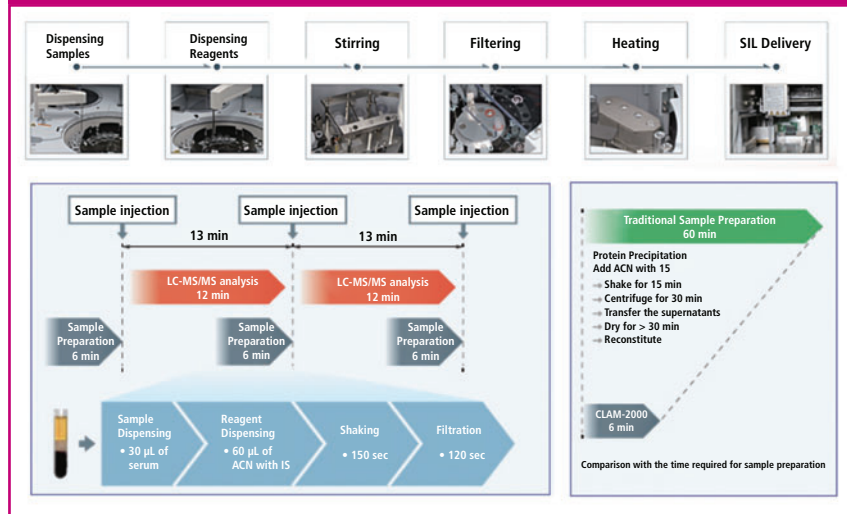 Dispensing
Samples
Dispensing
Reagents
Stirring
Filtering
Heating
SIL Delivery
Sample injection
Sample injection
Sample injection
13 min
13 min
LC-MS/MS analysis
12 min
LC-MS/MS analysis
12 min
Sample
Preparation
6 min
Sample
Preparation
6 min
Sample
Preparation
6 min
Sample
Dispensing
• 30 µL of
serum
Reagent
Dispensing
• 60 µL of
ACN with IS
Shaking
• 150 sec
Filtration
• 120 sec
Traditional Sample Preparation
60 min
Protein Precipitation
Add ACN with 15
Shake for 15 min
Centrifuge for 30 min
Transfer the supernatants
Dry for > 30 min
Reconstitute
CLAM-2000
6 min
Comparison with the time required for sample preparation